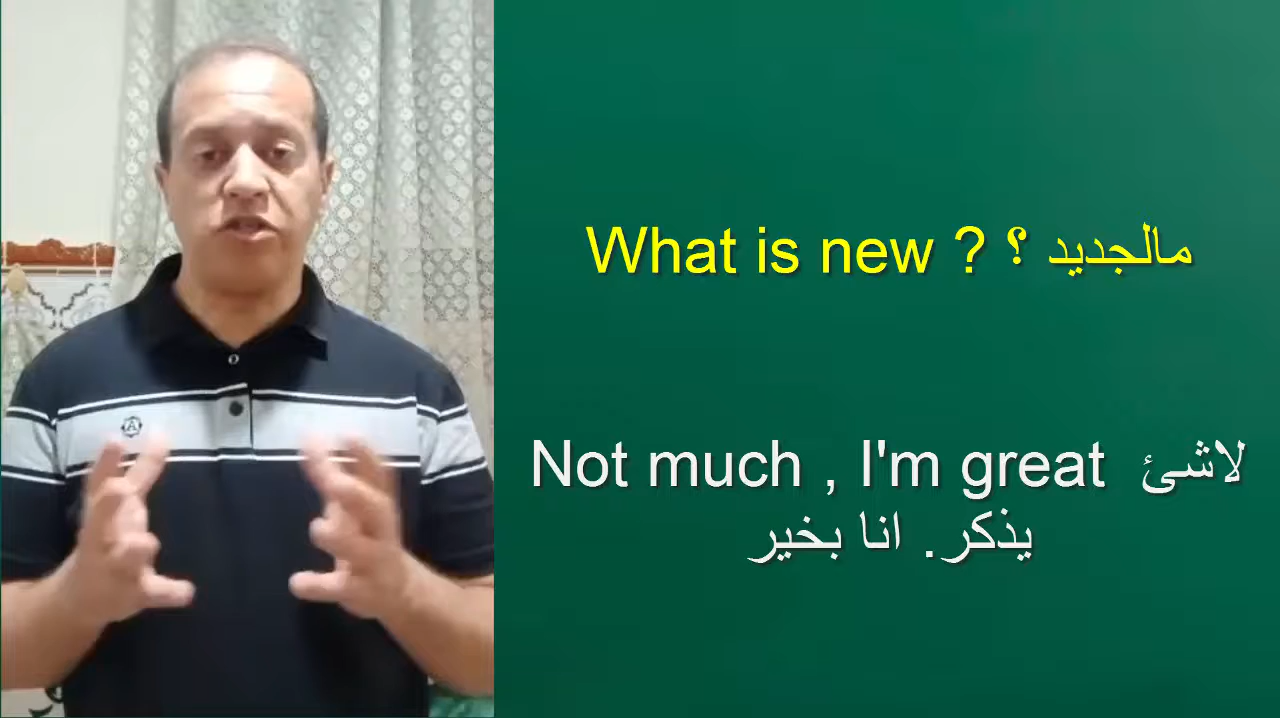 What is new ? مالجديد ؟
Not much , I'm great لاشئ
يذكر. انا بخير